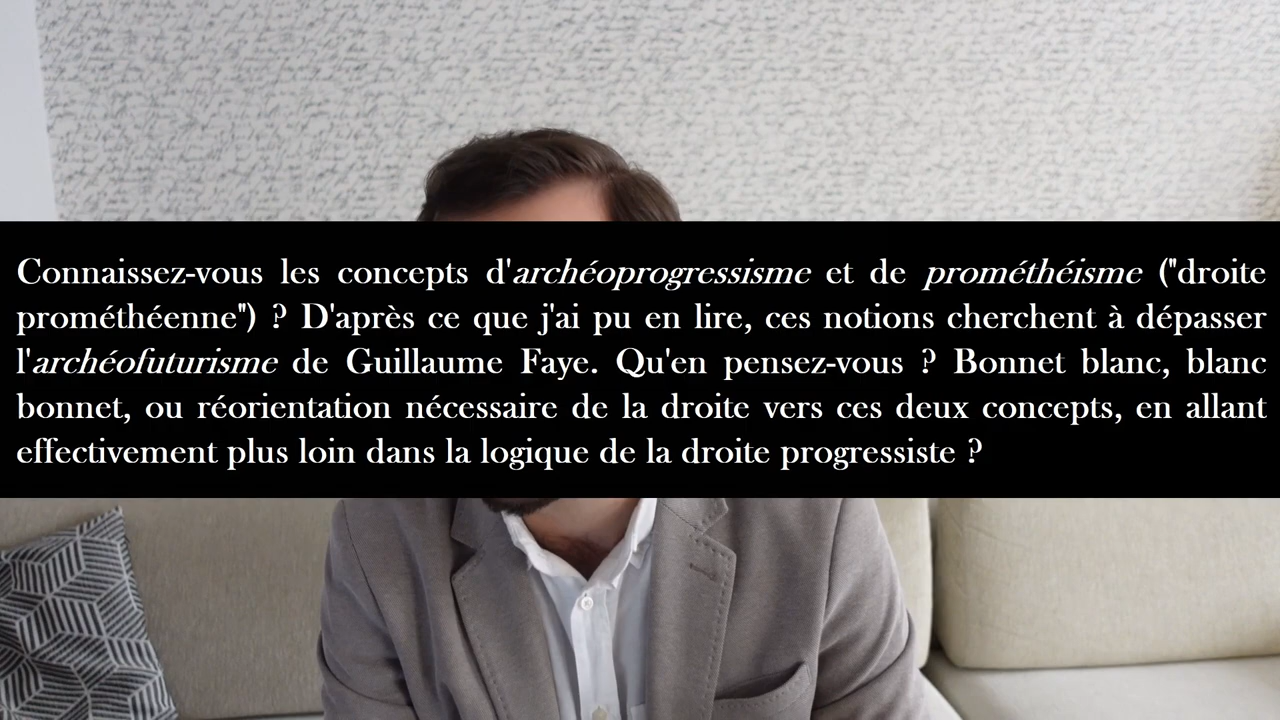 Connaissez-vous les concepts d'archéoprogressisme et de prométhéisme ("droite
prométhéenne") ? D'après ce que j'ai pu en lire, ces notions cherchent à dépasser
l'archéofuturisme de Guillaume Faye. Qu'en pensez-vous ? Bonnet blanc, blanc
bonnet, ou réorientation nécessaire de la droite vers ces deux concepts, en allant
effectivement plus loin dans la logique de la droite progressiste ?